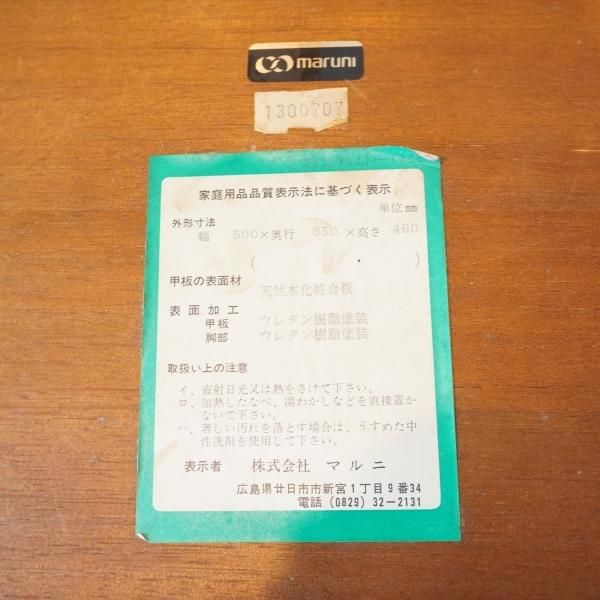 maruni
1300707
家庭用品品質表示法に基づく表示
単位㎜
外形寸法
幅 500×奥行 350×高さ 460
( ・ )
甲板の表面材
天然木化粧合板
表面加工
甲板 ウレタン樹脂塗装
脚部 ウレタン樹脂塗装
取扱い上の注意
イ、直射日光又は熱をさけて下さい。
ロ、加熱したなべ、湯わかしなどを直接置か
ないで下さい。
ハ、著しい汚れを落とす場合は、うすめた中
性洗剤を使用して下さい。
表示者 株式会社 マルニ
広島県廿日市市新宮1丁目9番34
電話 (0829) 32-2131